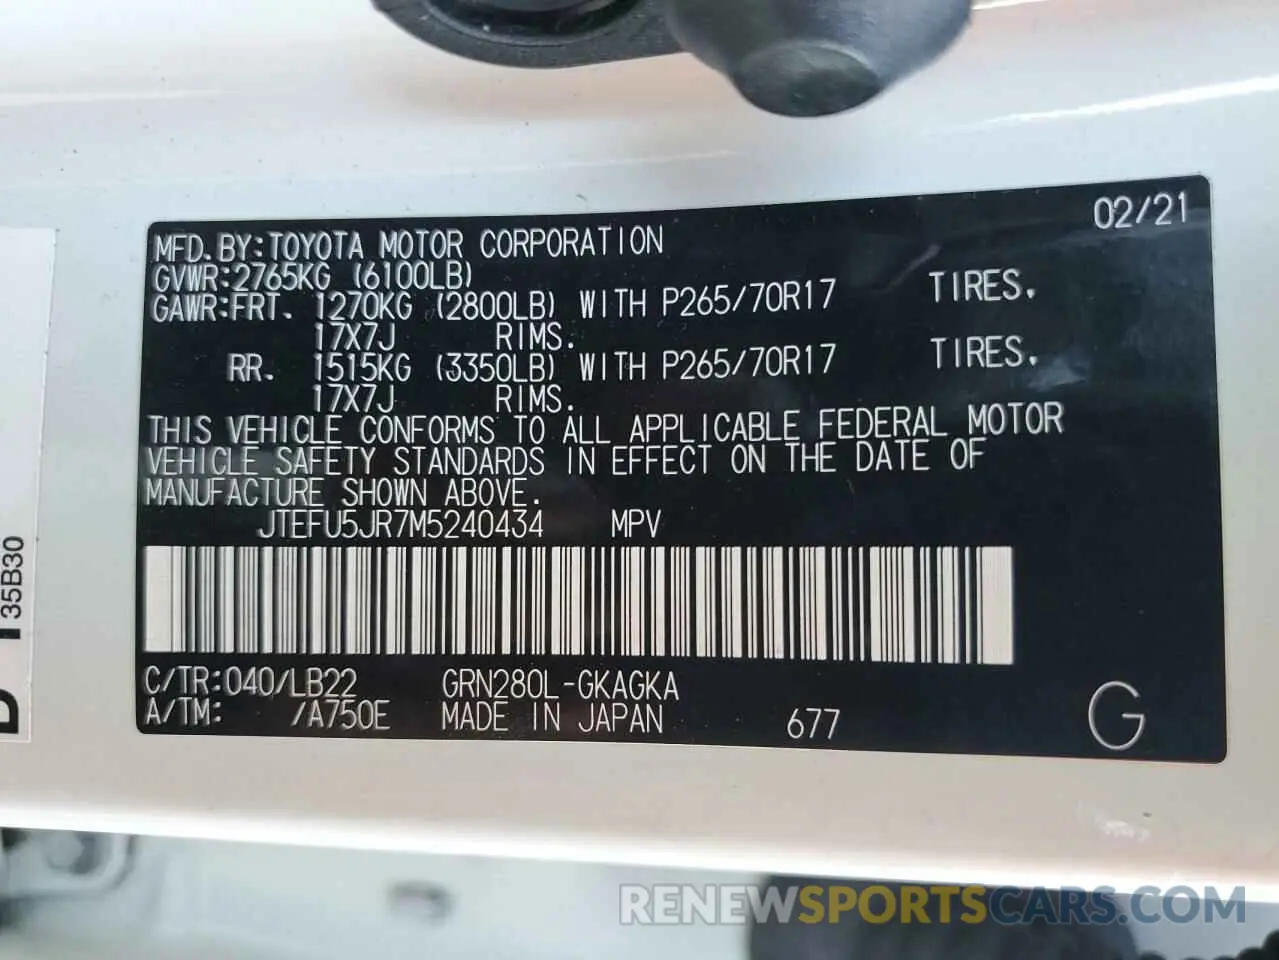 02/21
MFD.BY:TOYOTA MOTOR CORPORATION
GVWR:2765KG (6100LB)
GAWR:FRT. 1270KG (2800LB) WITH P265/70R17 TIRES.
17X7J RIMS.
RR. 1515KG (3350LB) WITH P265/70R17 TIRES.
17X7J RIMS.
THIS VEHICLE CONFORMS TO ALL APPLICABLE FEDERAL MOTOR
VEHICLE SAFETY STANDARDS IN EFFECT ON THE DATE OF
MANUFACTURE SHOWN ABOVE.
JTEFU5JR7M5240434 MPV
C/TR:040/LB22 GRN280L-GKAGKA
A/TM: /A750E MADE IN JAPAN 677 G
35B30
RENEWSPORTSCARS.COM